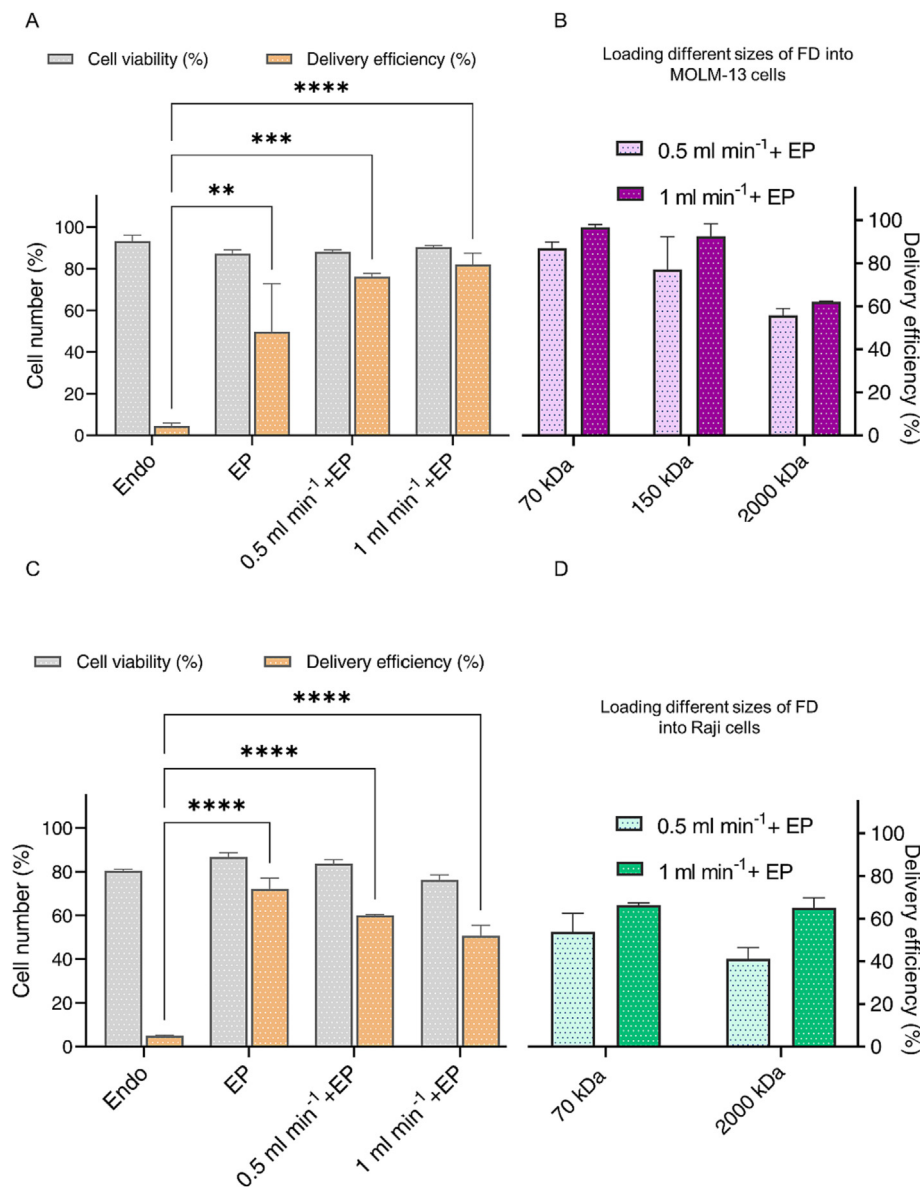 A
Cell viability (%)
Delivery efficiency (%)
****
***
**
100
80
60
40
20
0
Cell number (%)
Endo
EP
0.5 ml min⁻¹+EP
1 ml min⁻¹+EP
B
Loading different sizes of FD into
MOLM-13 cells
0.5 ml min⁻¹+ EP
1 ml min⁻¹+ EP
100
80
60
40
20
0
Delivery efficiency (%)
70 kDa
150 kDa
2000 kDa
C
Cell viability (%)
Delivery efficiency (%)
****
****
****
100
80
60
40
20
0
Cell number (%)
Endo
EP
0.5 ml min⁻¹+EP
1 ml min⁻¹+EP
D
Loading different sizes of FD
into Raji cells
0.5 ml min⁻¹+ EP
1 ml min⁻¹+ EP
100
80
60
40
20
0
Delivery efficiency (%)
70 kDa
2000 kDa